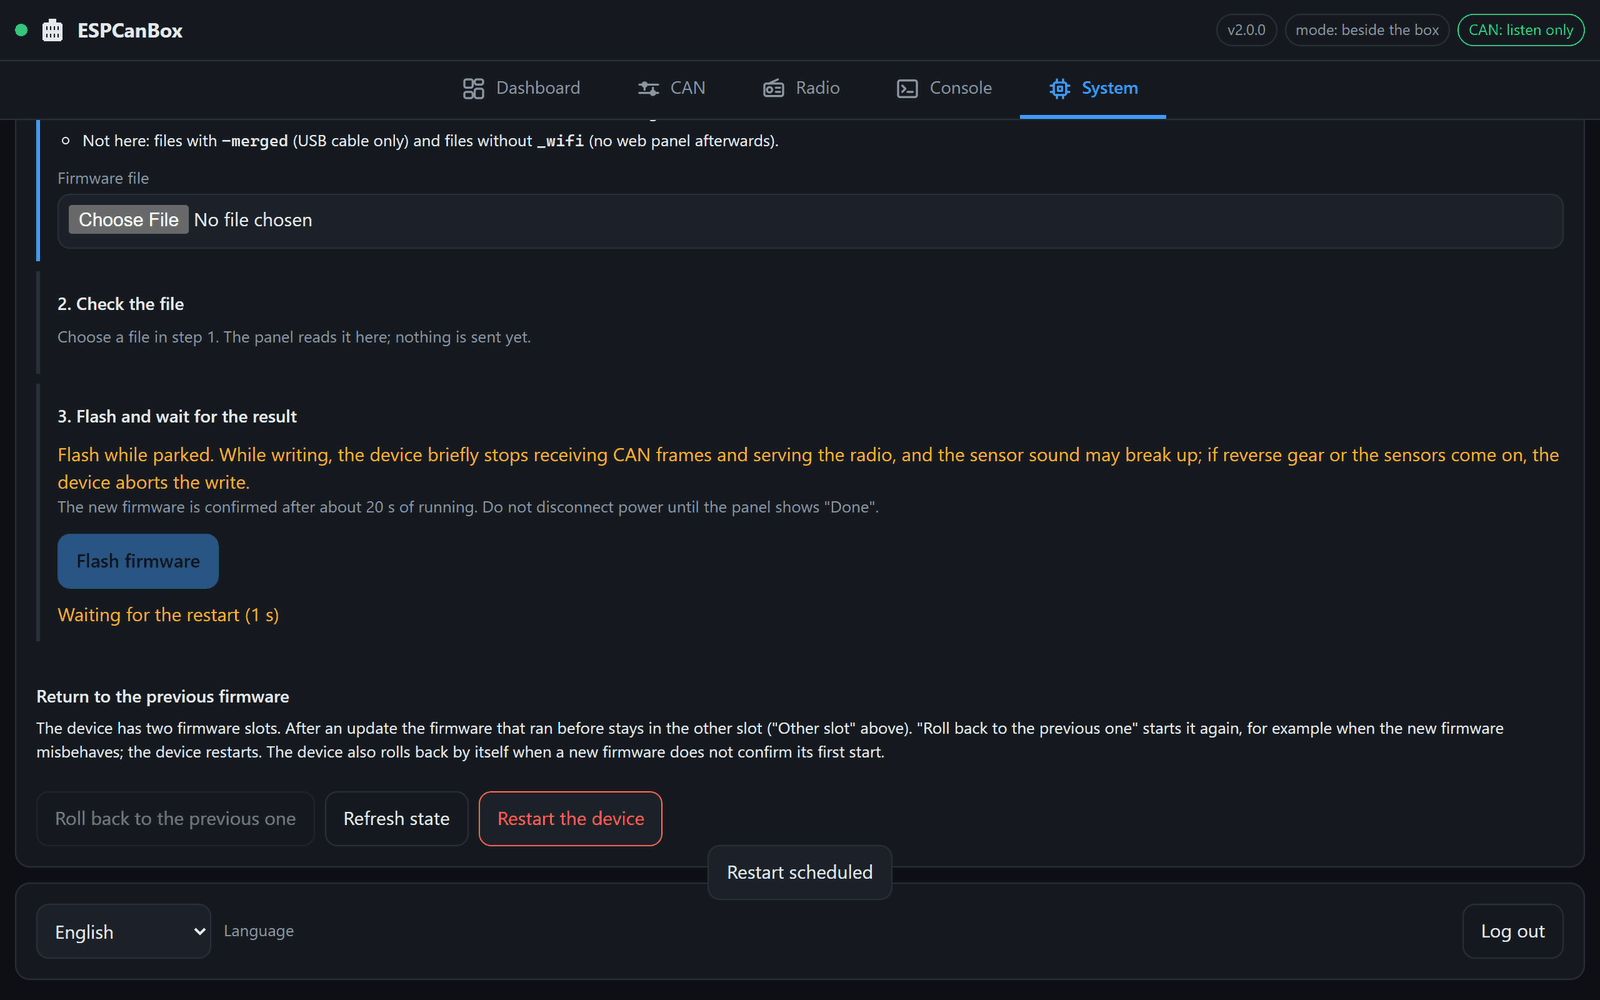 ESPCanBox
v2.0.0
mode: beside the box
CAN: listen only
Dashboard
CAN
Radio
Console
System
Not here: files with -merged (USB cable only) and files without _wifi (no web panel afterwards).
Firmware file
Choose File No file chosen
2. Check the file
Choose a file in step 1. The panel reads it here; nothing is sent yet.
3. Flash and wait for the result
Flash while parked. While writing, the device briefly stops receiving CAN frames and serving the radio, and the sensor sound may break up; if reverse gear or the sensors come on, the
device aborts the write.
The new firmware is confirmed after about 20 s of running. Do not disconnect power until the panel shows "Done".
Flash firmware
Waiting for the restart (1 s)
Return to the previous firmware
The device has two firmware slots. After an update the firmware that ran before stays in the other slot ("Other slot" above). "Roll back to the previous one" starts it again, for example when the new firmware
misbehaves; the device restarts. The device also rolls back by itself when a new firmware does not confirm its first start.
Roll back to the previous one
Refresh state
Restart the device
Restart scheduled
English
Language
Log out